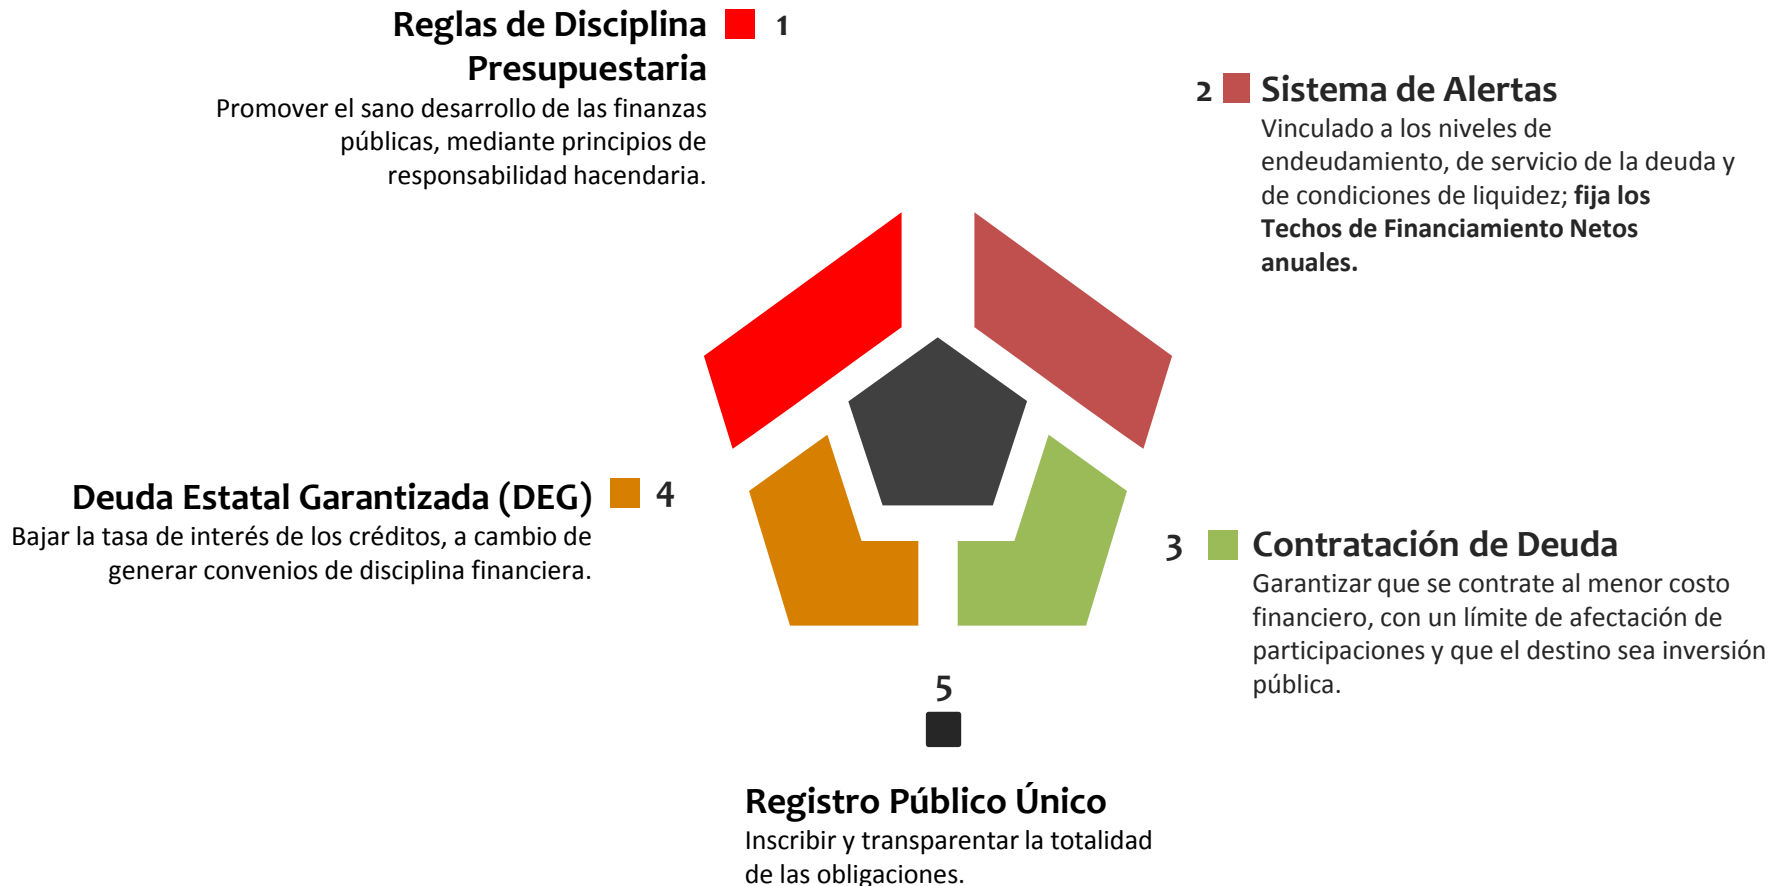 Reglas de Disciplina
Presupuestaria
1
Promover el sano desarrollo de las finanzas
públicas, mediante principios de
responsabilidad hacendaria.
2
Sistema de Alertas
Vinculado a los niveles de
endeudamiento, de servicio de la deuda y
de condiciones de liquidez; fija los
Techos de Financiamiento Netos
anuales.
3
Contratación de Deuda
Garantizar que se contrate al menor costo
financiero, con un límite de afectación de
participaciones y que el destino sea inversión
pública.
Deuda Estatal Garantizada (DEG)
4
Bajar la tasa de interés de los créditos, a cambio de
generar convenios de disciplina financiera.
5
Registro Público Único
Inscribir y transparentar la totalidad
de las obligaciones.